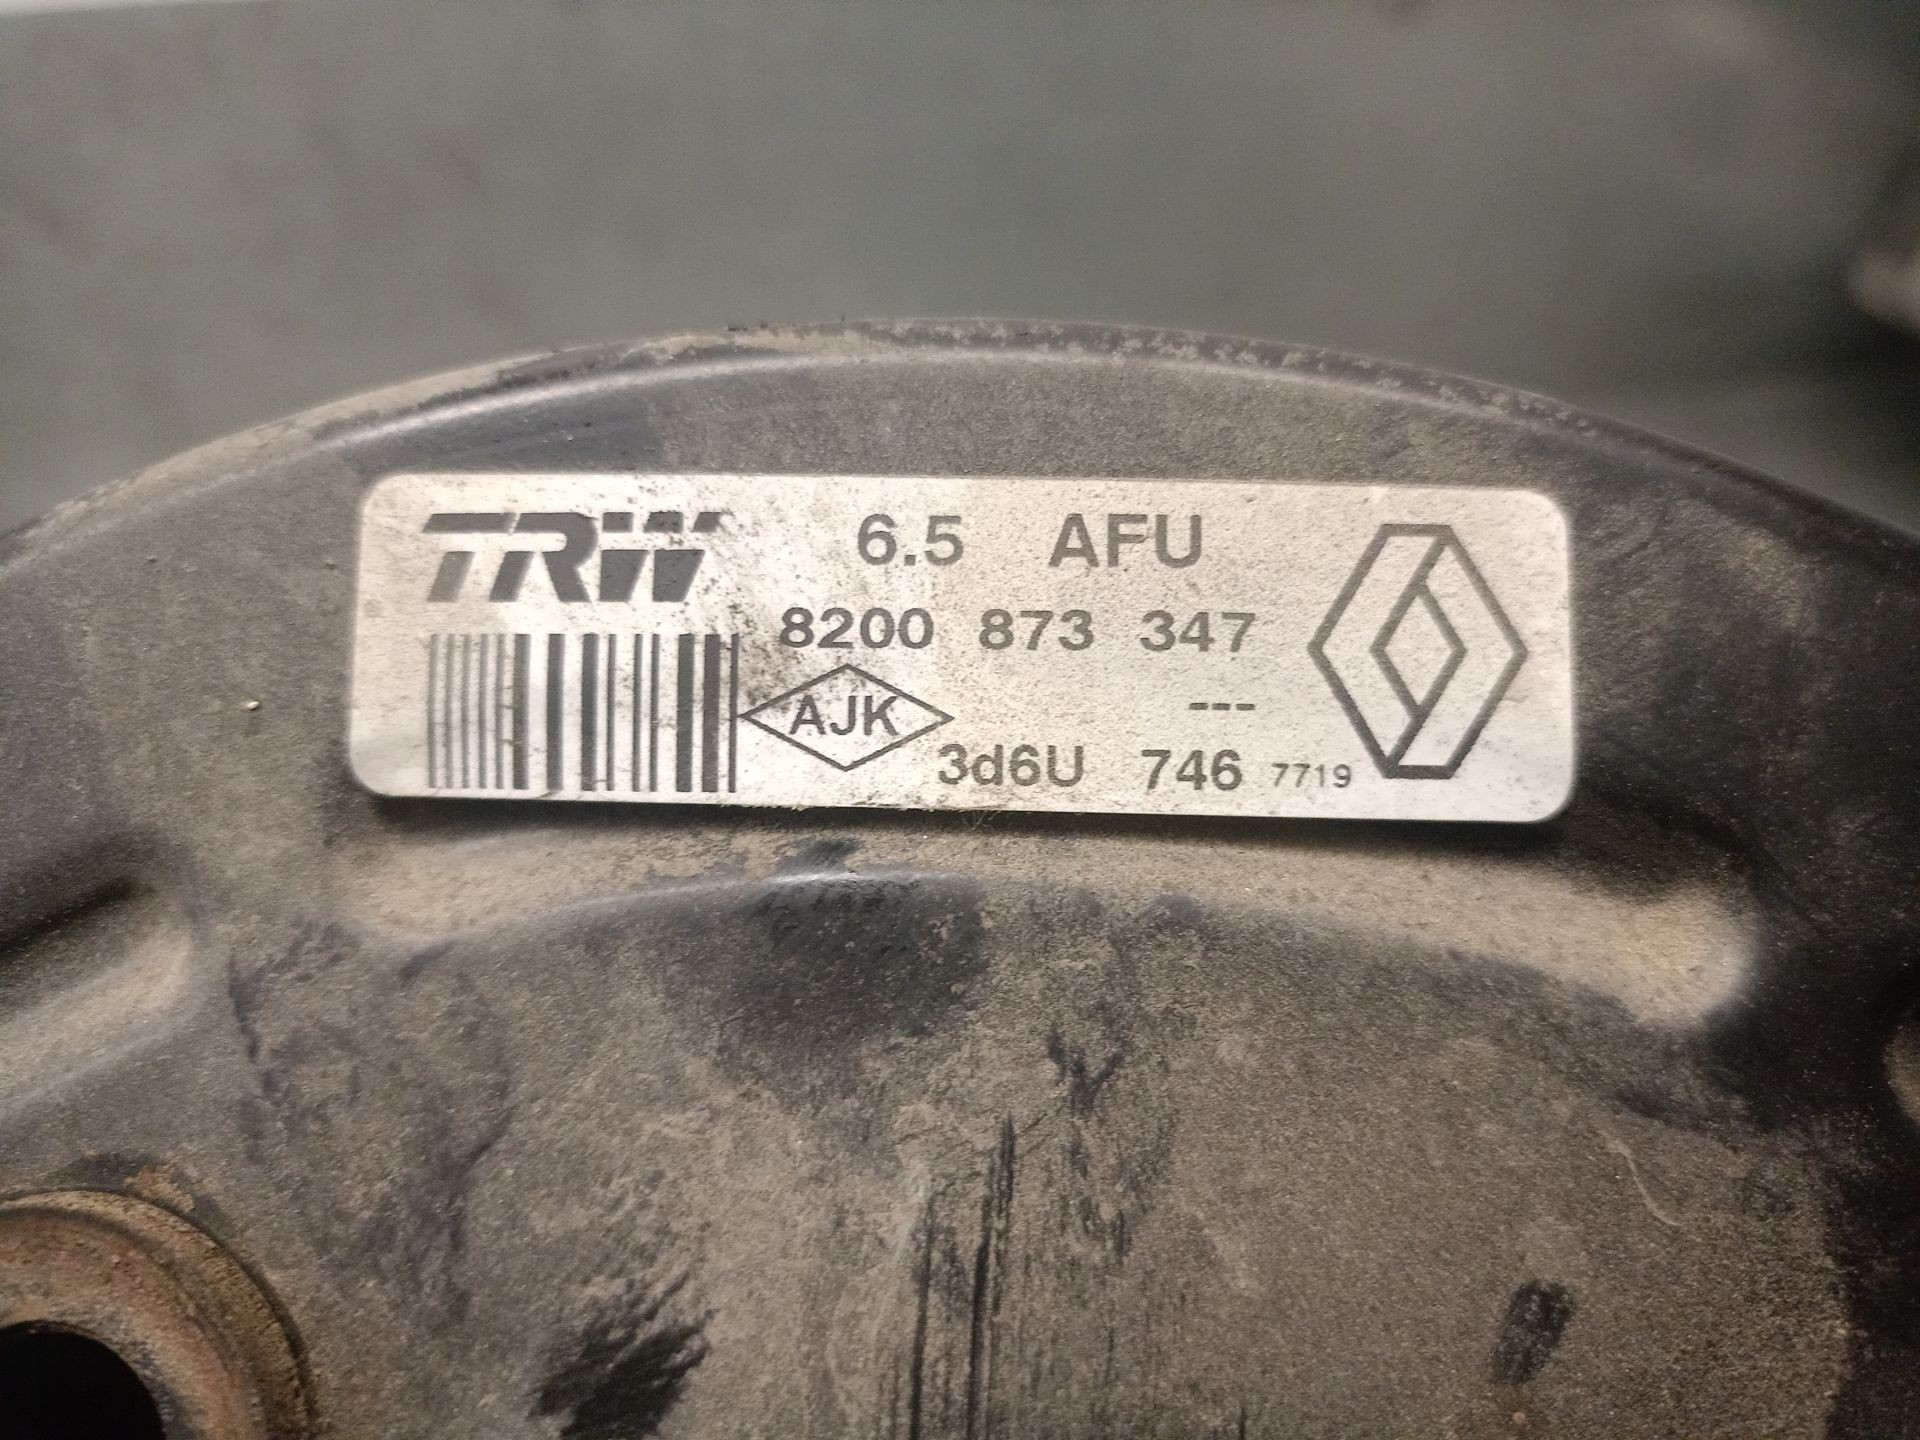 TRW 6.5 AFU
8200 873 347
AJK ---
3d6U 746 7719